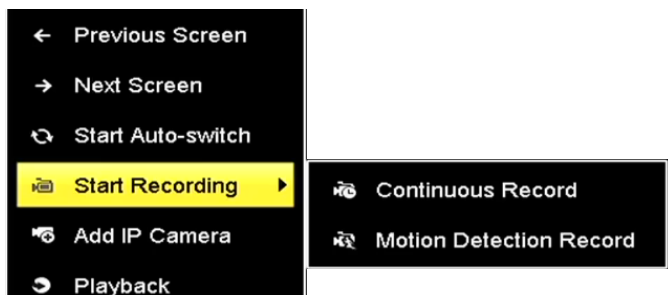 Previous Screen
Next Screen
Start Auto-switch
Start Recording
Continuous Record
Add IP Camera
Motion Detection Record
Playback